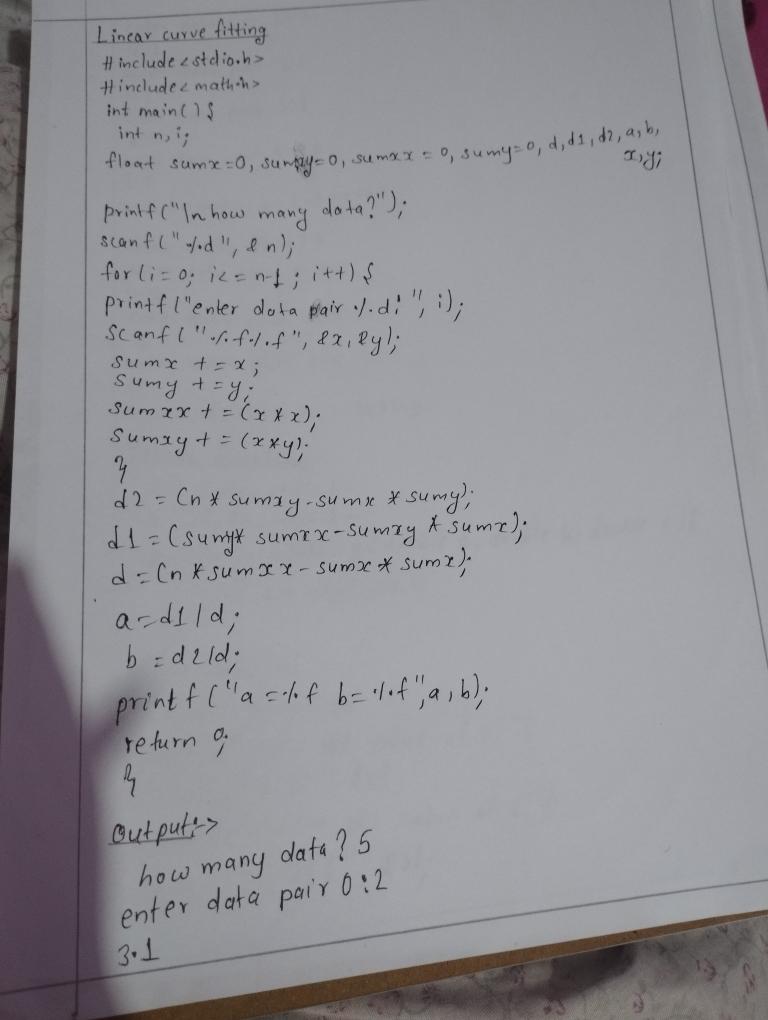 Linear curve fitting
#include<stdio.h>
#include<math.h>
int main(){
int n,i;
float sumx=0, sumxy=0, sumxx=0, sumy=0, d,d1,d2,a,b,
x,y;
printf("\n how many data?");
scanf("%d", &n);
for(i=0; i<=n-1; i++){
printf("enter data pair %d:", i);
scanf("%f%f", &x,&y);
sumx += x;
sumy += y;
sumxx += (x*x);
sumxy += (x*y);
}
d2 = (n*sumxy-sumx*sumy);
d1 = (sumy*sumxx-sumxy*sumx);
d = (n*sumxx-sumx*sumx);
a=d1/d;
b=d2/d;
printf("a=%f b=%f",a,b);
return 0;
}
Output:->
how many data? 5
enter data pair 0:2
3.1